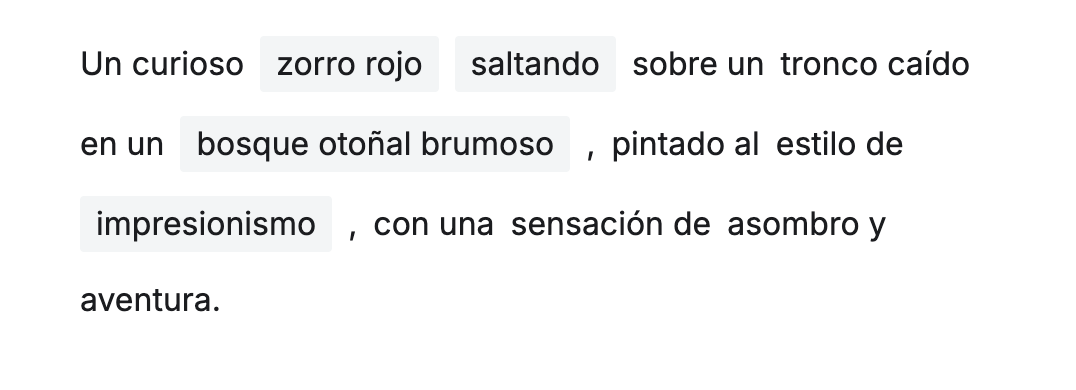 Un curioso zorro rojo saltando sobre un tronco caído
en un bosque otoñal brumoso , pintado al estilo de
impresionismo , con una sensación de asombro y
aventura.